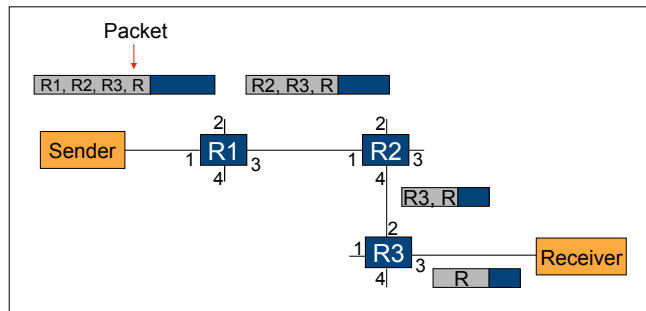 Packet
R1, R2, R3, R
R2, R3, R
2
2
Sender
1
R1
3
1
R2
3
4
4
R3, R
2
1
R3
3
Receiver
4
R